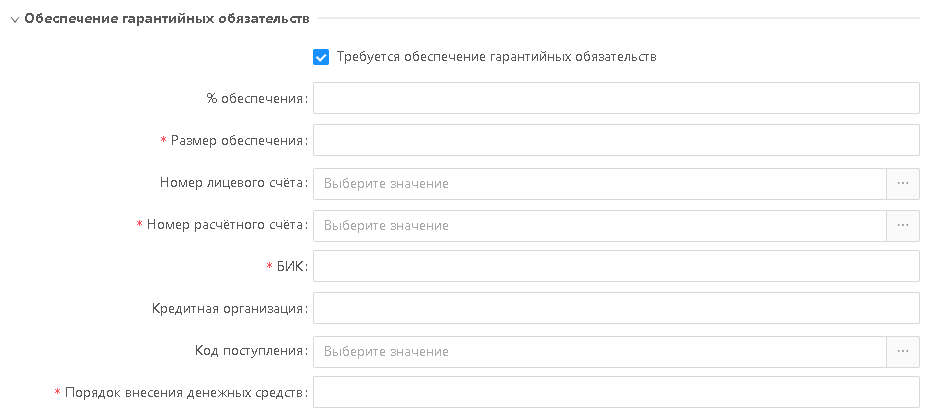 Обеспечение гарантийных обязательств
Требуется обеспечение гарантийных обязательств
% обеспечения:
* Размер обеспечения:
Номер лицевого счёта: Выберите значение ...
* Номер расчётного счёта: Выберите значение ...
* БИК:
Кредитная организация:
Код поступления: Выберите значение ...
* Порядок внесения денежных средств: